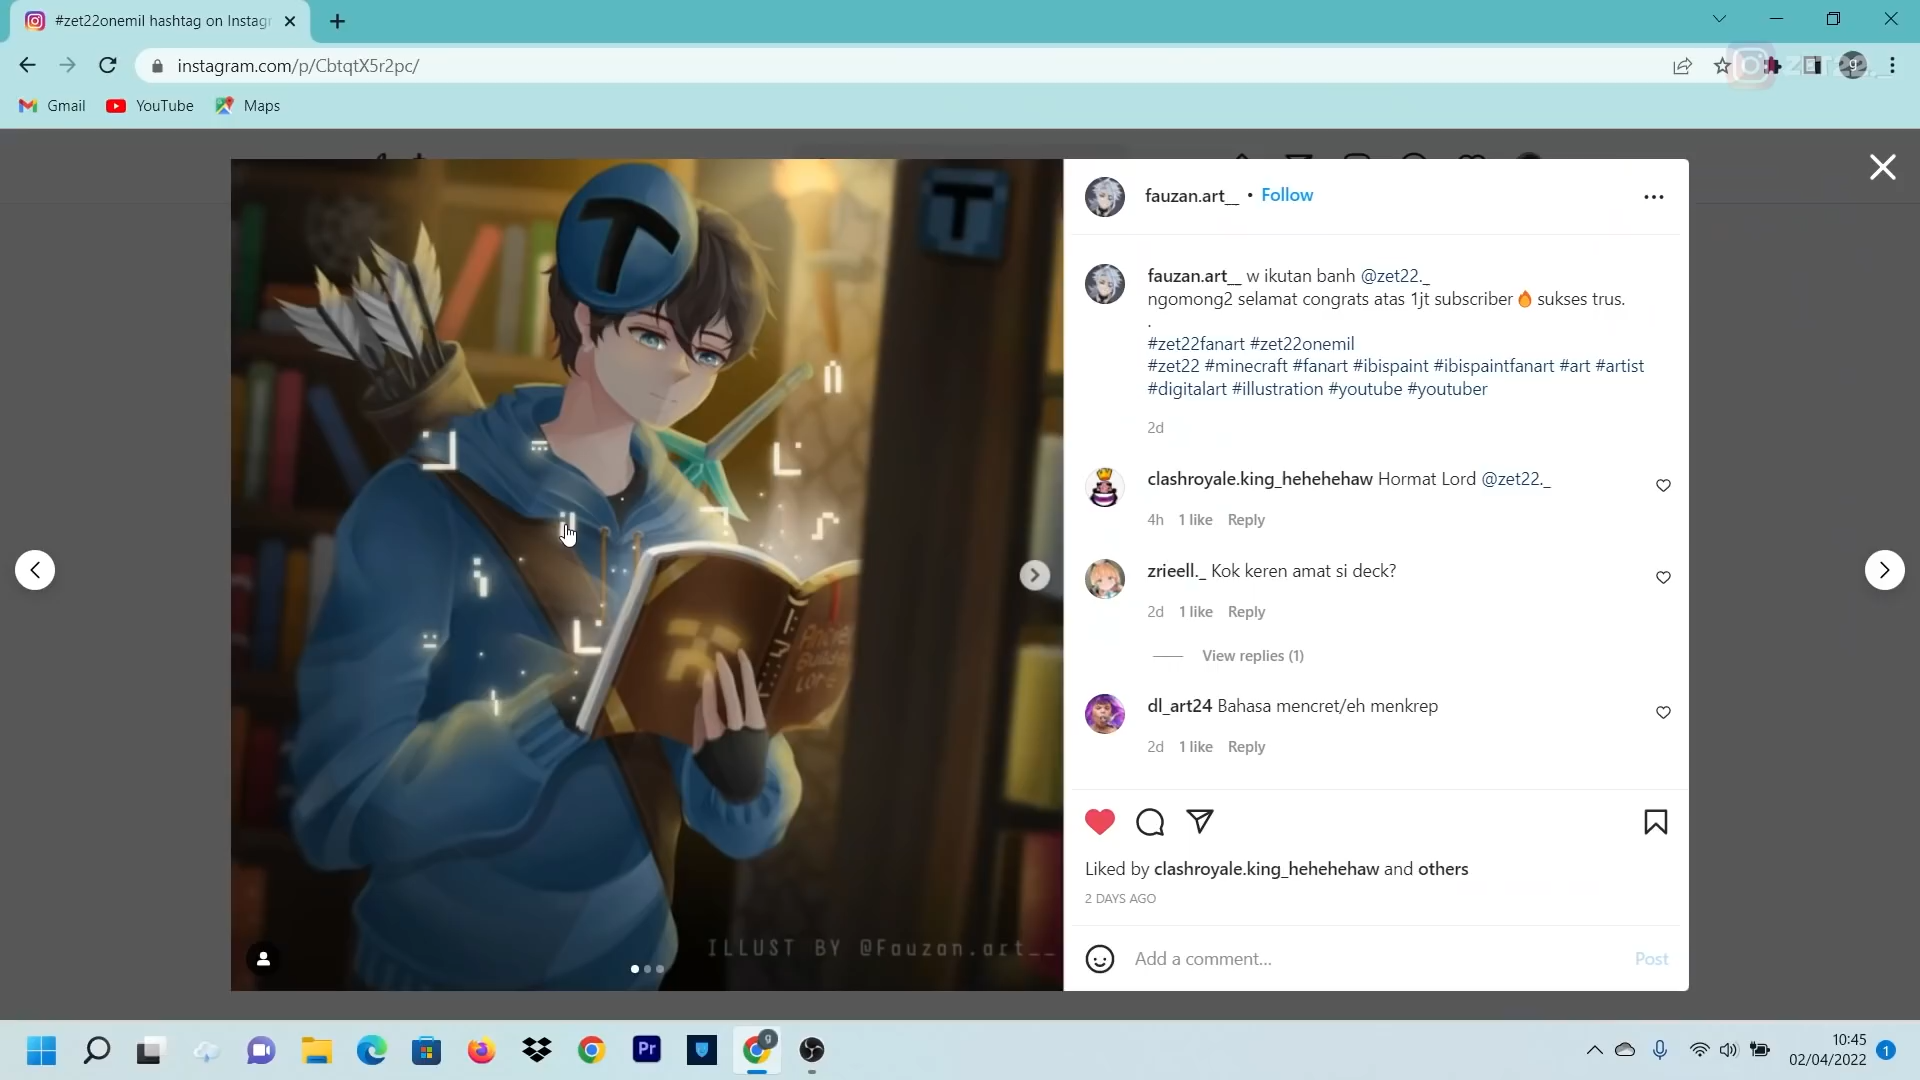 #zet22onemil hashtag on Instagr
instagram.com/p/CbtqtX5r2pc/
Gmail
YouTube
Maps
T
T
ILLUST BY @Fauzan.art__
fauzan.art__ • Follow
fauzan.art__ w ikutan banh @zet22._
ngomong2 selamat congrats atas 1jt subscriber🔥 sukses trus.
.
#zet22fanart #zet22onemil
#zet22 #minecraft #fanart #ibispaint #ibispaintfanart #art #artist
#digitalart #illustration #youtube #youtuber
2d
clashroyale.king_hehehehaw Hormat Lord @zet22._
4h 1 like Reply
zrieell._ Kok keren amat si deck?
2d 1 like Reply
View replies (1)
dl_art24 Bahasa mencret/eh menkrep
2d 1 like Reply
Liked by clashroyale.king_hehehehaw and others
2 DAYS AGO
Add a comment...
Post
Pr
g
10:45
02/04/2022
1